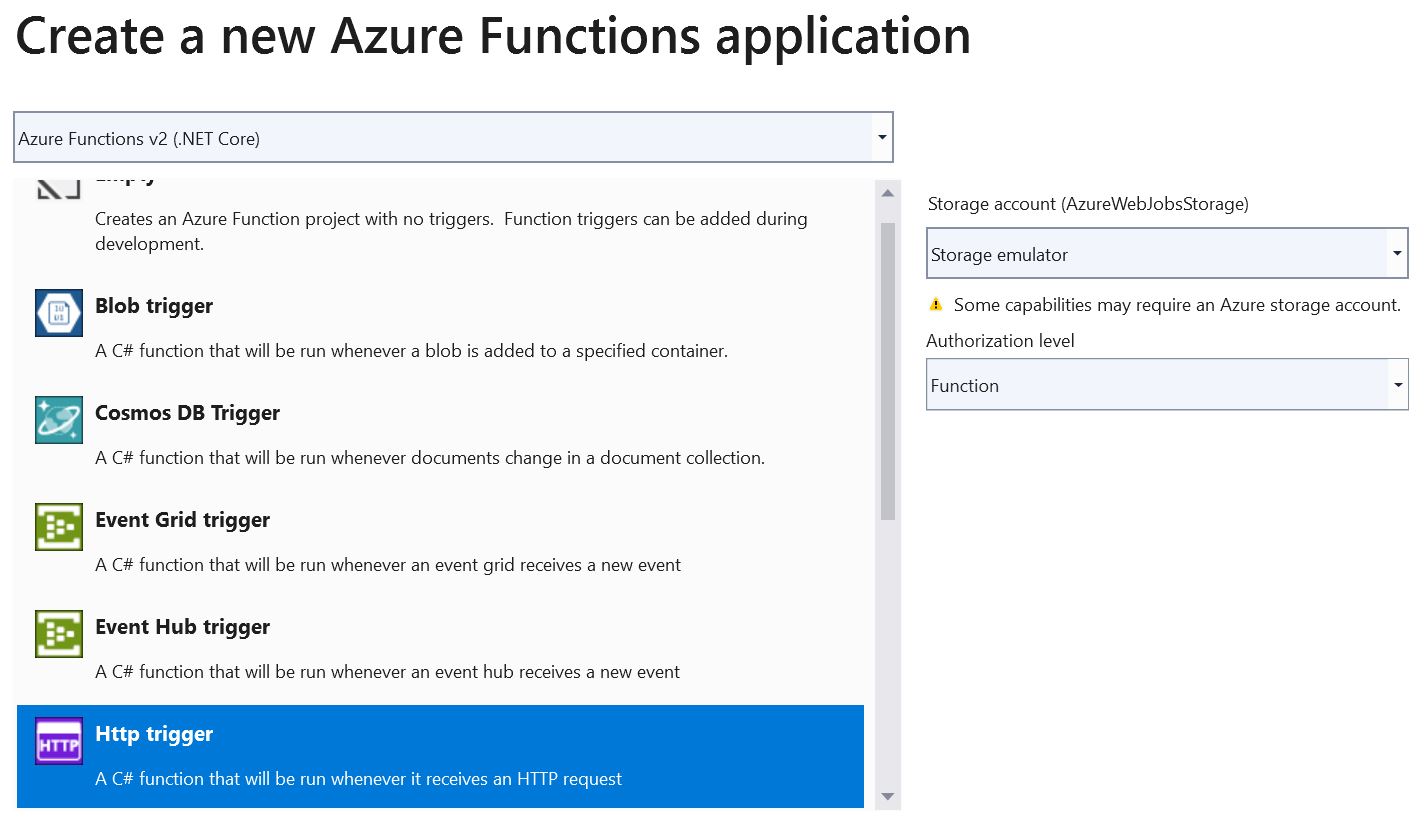 Create a new Azure Functions application
Azure Functions v2 (.NET Core)
Empty
Creates an Azure Function project with no triggers.  Function triggers can be added during
development.
Blob trigger
A C# function that will be run whenever a blob is added to a specified container.
Cosmos DB Trigger
A C# function that will be run whenever documents change in a document collection.
Event Grid trigger
A C# function that will be run whenever an event grid receives a new event
Event Hub trigger
A C# function that will be run whenever an event hub receives a new event
HTTP
Http trigger
A C# function that will be run whenever it receives an HTTP request
Storage account (AzureWebJobsStorage)
Storage emulator
Some capabilities may require an Azure storage account.
Authorization level
Function